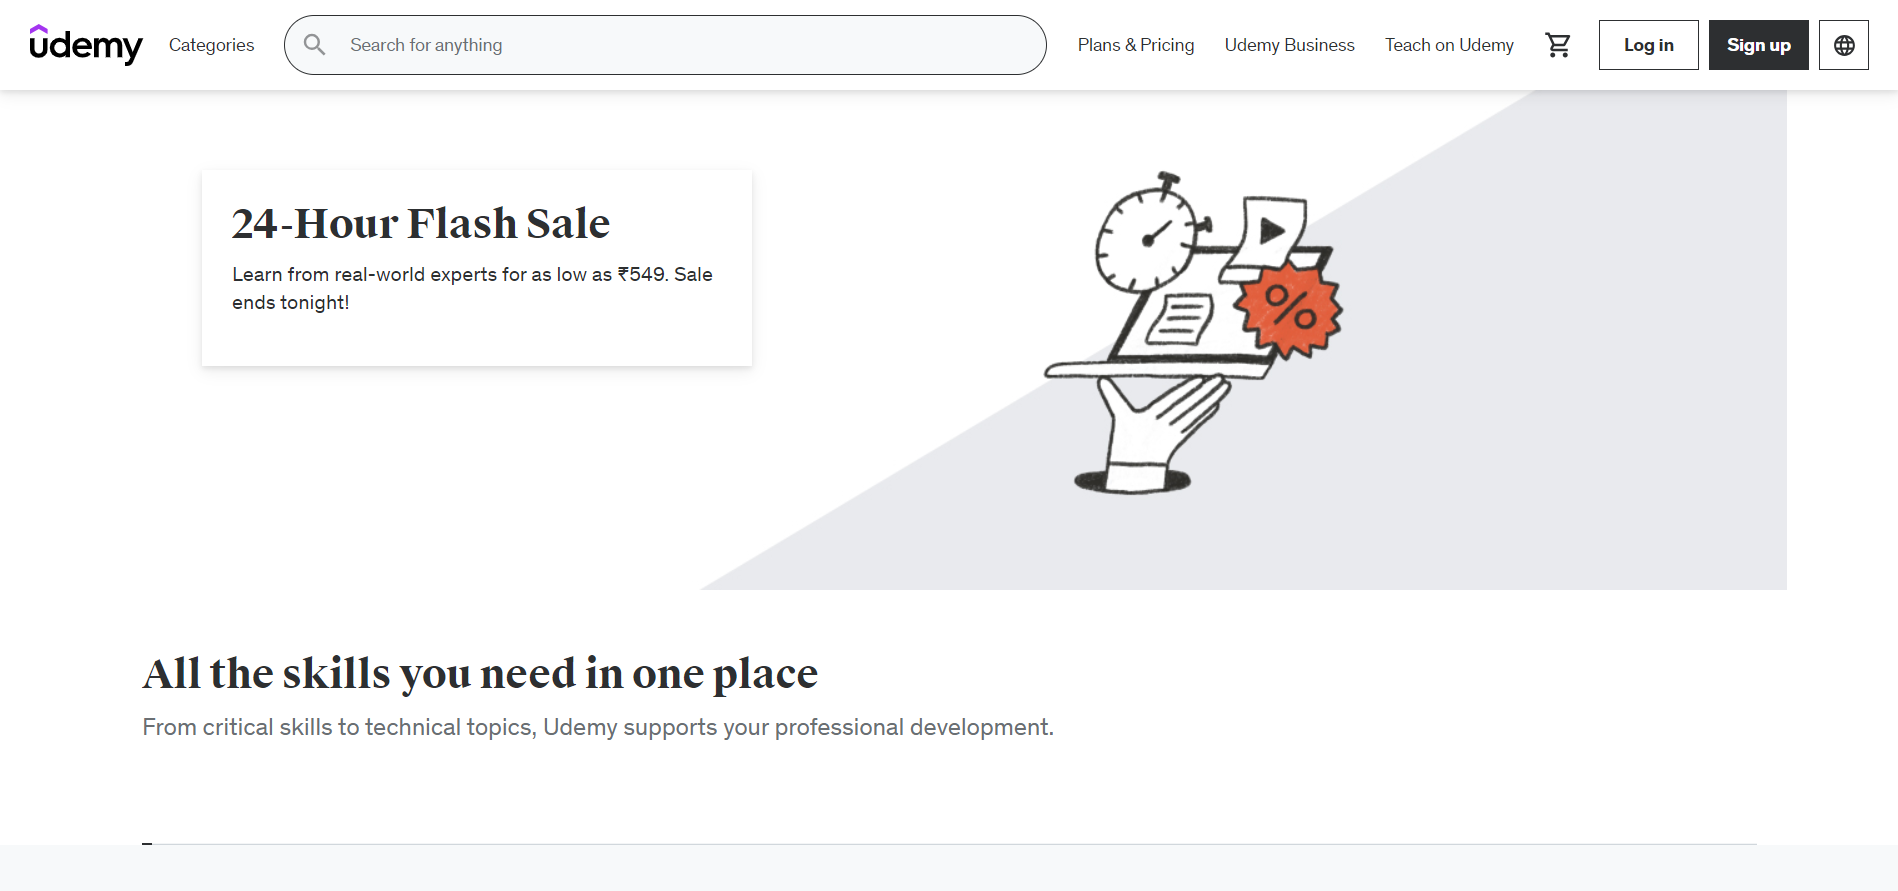 udemy
Categories
Search for anything
Plans & Pricing
Udemy Business
Teach on Udemy
Log in
Sign up
24-Hour Flash Sale
Learn from real-world experts for as low as ₹549. Sale
ends tonight!
%
All the skills you need in one place
From critical skills to technical topics, Udemy supports your professional development.